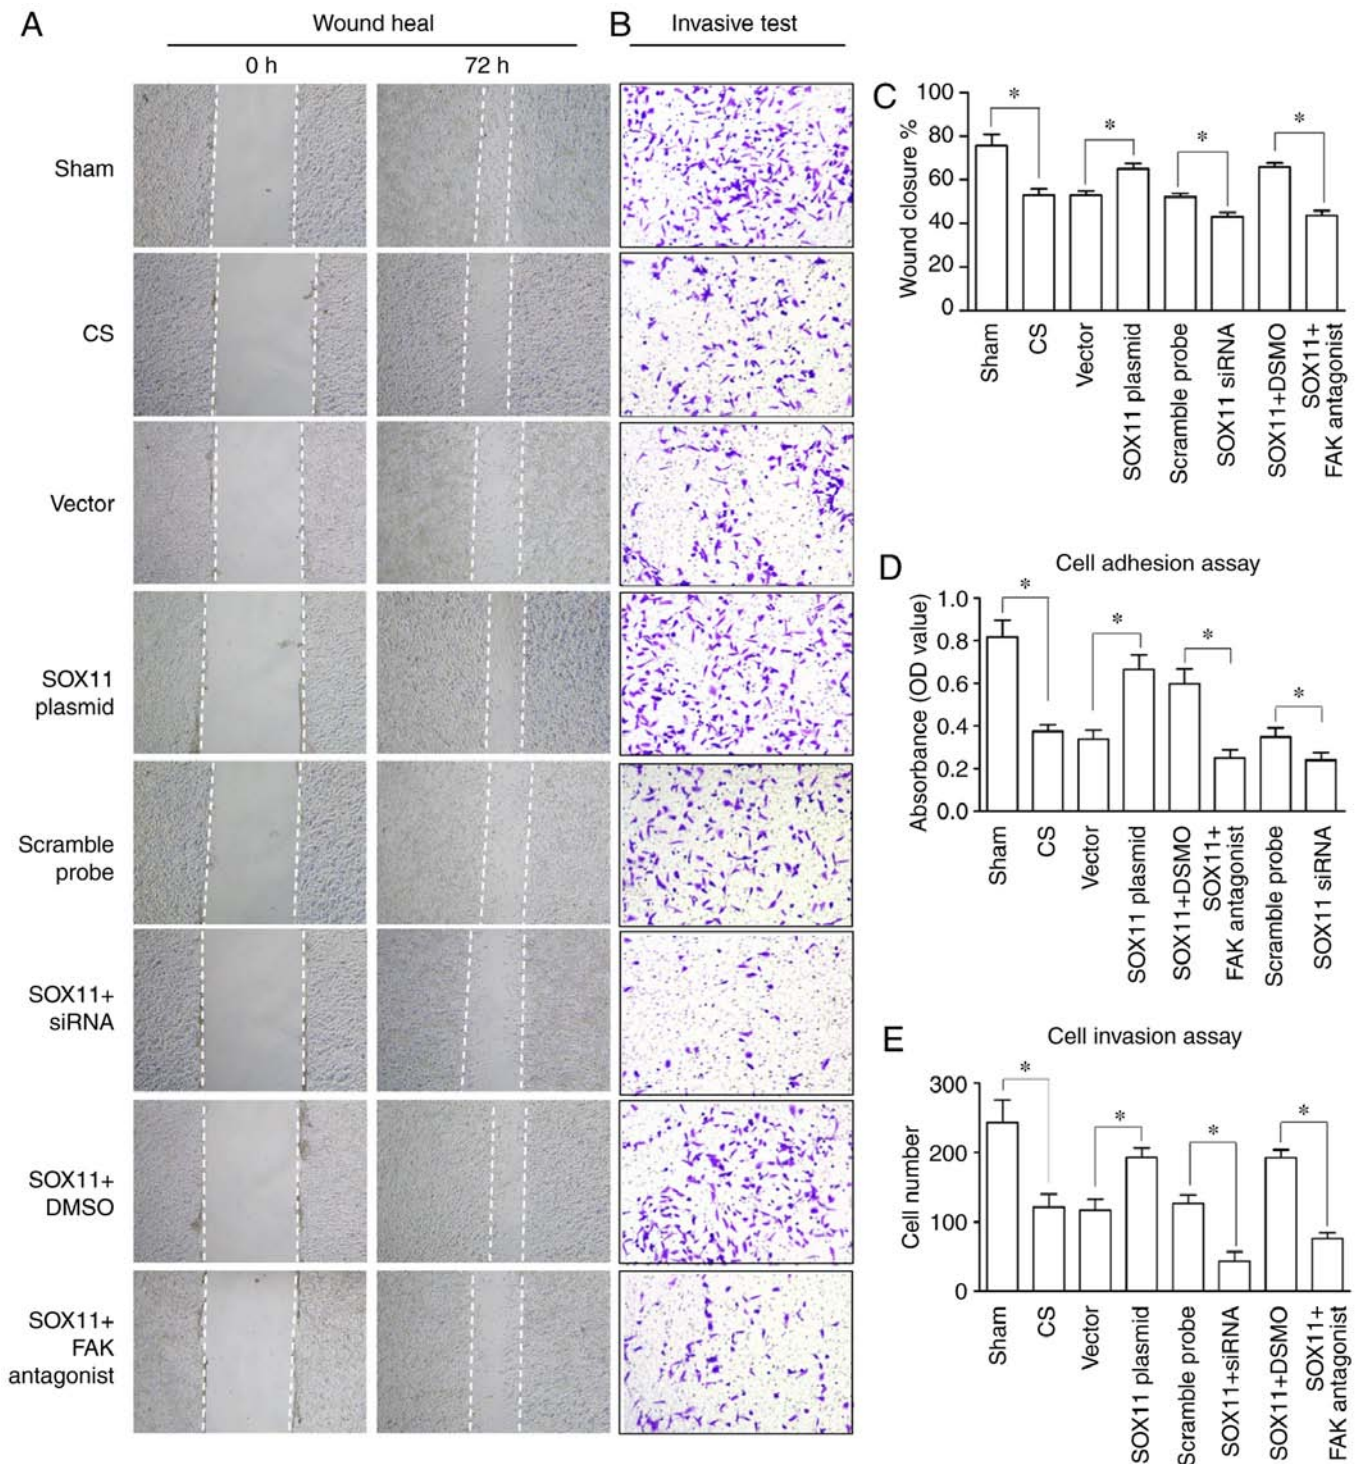 A
Wound heal
0 h
72 h
Sham
CS
Vector
SOX11
plasmid
Scramble
probe
SOX11+
siRNA
SOX11+
DMSO
SOX11+
FAK
antagonist
B
Invasive test
C
Wound closure %
100
80
60
40
20
0
*
*
*
*
Sham
CS
Vector
SOX11 plasmid
Scramble probe
SOX11 siRNA
SOX11+DSMO
SOX11+
FAK antagonist
D
Cell adhesion assay
Absorbance (OD value)
1.0
0.8
0.6
0.4
0.2
0.0
*
*
*
*
Sham
CS
Vector
SOX11 plasmid
SOX11+DSMO
SOX11+
FAK antagonist
Scramble probe
SOX11 siRNA
E
Cell invasion assay
Cell number
300
200
100
0
*
*
*
*
Sham
CS
Vector
SOX11 plasmid
Scramble probe
SOX11+siRNA
SOX11+DSMO
SOX11+
FAK antagonist